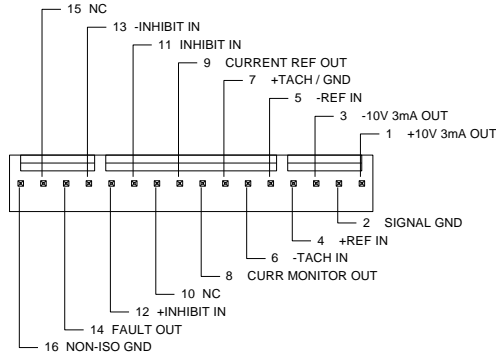 15 NC
13 -INHIBIT IN
11 INHIBIT IN
9 CURRENT REF OUT
7 +TACH / GND
5 -REF IN
3 -10V 3mA OUT
1 +10V 3mA OUT
2 SIGNAL GND
4 +REF IN
6 -TACH IN
8 CURR MONITOR OUT
10 NC
12 +INHIBIT IN
14 FAULT OUT
16 NON-ISO GND